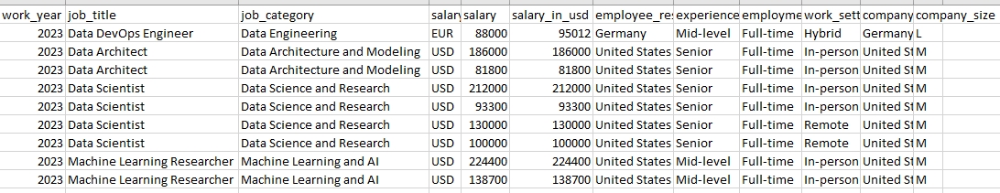 work_year job_title job_category salary salary salary_in_usd employee_res experience employme work_sett company company_size
2023 Data DevOps Engineer Data Engineering EUR 88000 95012 Germany Mid-level Full-time Hybrid Germany L
2023 Data Architect Data Architecture and Modeling USD 186000 186000 United States Senior Full-time In-person United St M
2023 Data Architect Data Architecture and Modeling USD 81800 81800 United States Senior Full-time In-person United St M
2023 Data Scientist Data Science and Research USD 212000 212000 United States Senior Full-time In-person United St M
2023 Data Scientist Data Science and Research USD 93300 93300 United States Senior Full-time In-person United St M
2023 Data Scientist Data Science and Research USD 130000 130000 United States Senior Full-time Remote United St M
2023 Data Scientist Data Science and Research USD 100000 100000 United States Senior Full-time Remote United St M
2023 Machine Learning Researcher Machine Learning and AI USD 224400 224400 United States Mid-level Full-time In-person United St M
2023 Machine Learning Researcher Machine Learning and AI USD 138700 138700 United States Mid-level Full-time In-person United St M